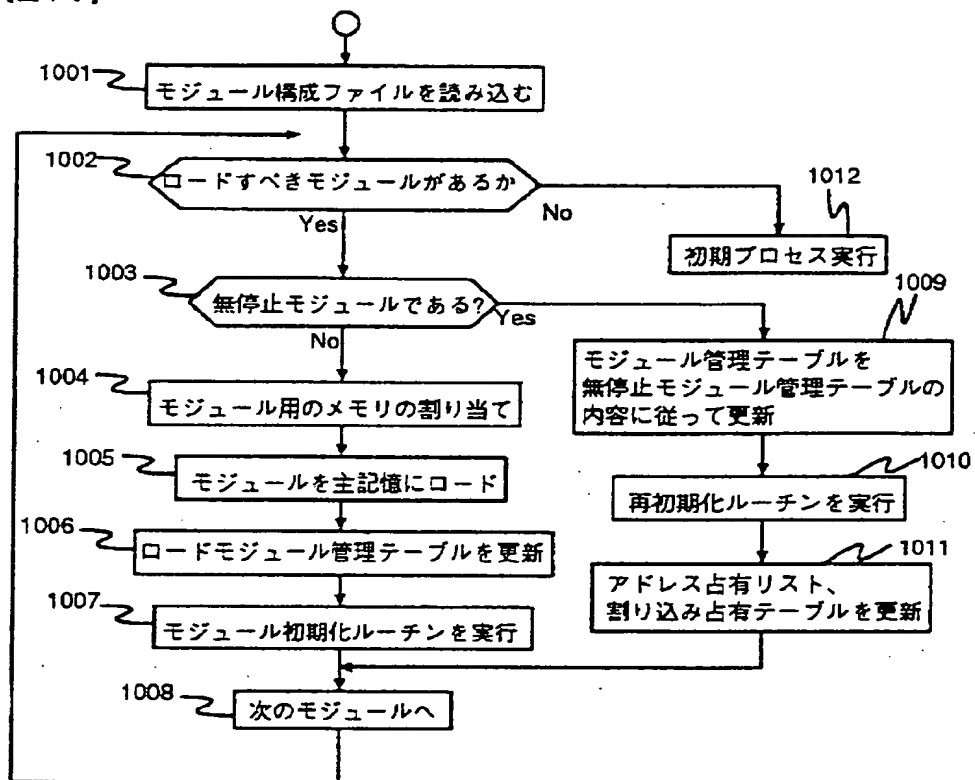 1001
モジュール構成ファイルを読み込む
1002
ロードすべきモジュールがあるか
Yes
No
1012
初期プロセス実行
1003
無停止モジュールである?
No
Yes
1009
モジュール管理テーブルを
無停止モジュール管理テーブルの
内容に従って更新
1004
モジュール用のメモリの割り当て
1005
モジュールを主記憶にロード
1010
再初期化ルーチンを実行
1006
ロードモジュール管理テーブルを更新
1011
アドレス占有リスト、
割り込み占有テーブルを更新
1007
モジュール初期化ルーチンを実行
1008
次のモジュールへ